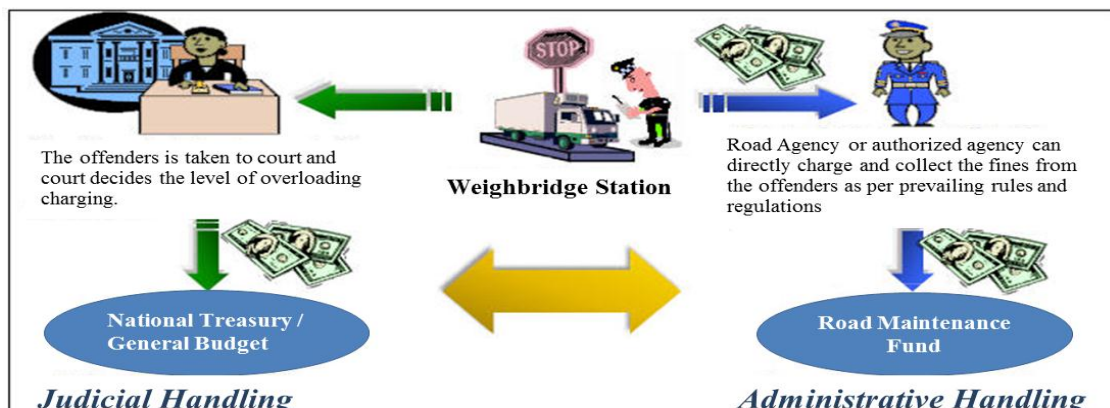 STOP
The offenders is taken to court and
court decides the level of overloading
charging.
Weighbridge Station
Road Agency or authorized agency can
directly charge and collect the fines from
the offenders as per prevailing rules and
regulations
National Treasury /
General Budget
Road Maintenance
Fund
Judicial Handling
Administrative Handling